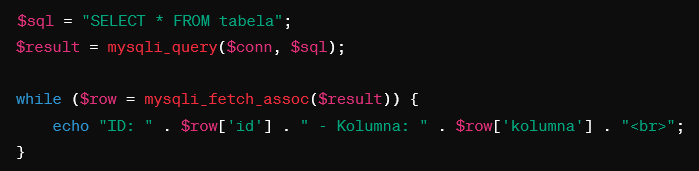 $sql = "SELECT * FROM tabela";
$result = mysqli_query($conn, $sql);
while ($row = mysqli_fetch_assoc($result)) {
    echo "ID: " . $row['id'] . " - Kolumna: " . $row['kolumna'] . "<br>";
}